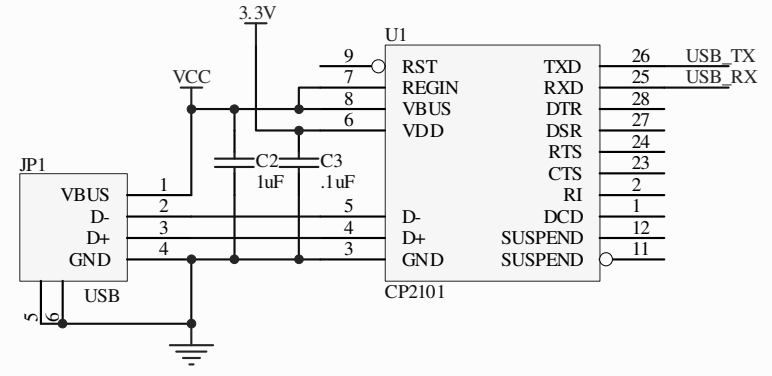 3.3V
U1
9 RST TXD 26 USB_TX
VCC 7 REGIN RXD 25 USB_RX
8 VBUS DTR 28
6 VDD DSR 27
RTS 24
JP1 C2 C3 CTS 23
VBUS 1 1uF .1uF RI 2
D- 2 5 D- DCD 1
D+ 3 4 D+ SUSPEND 12
GND 4 3 GND SUSPEND 11
5 6 USB CP2101